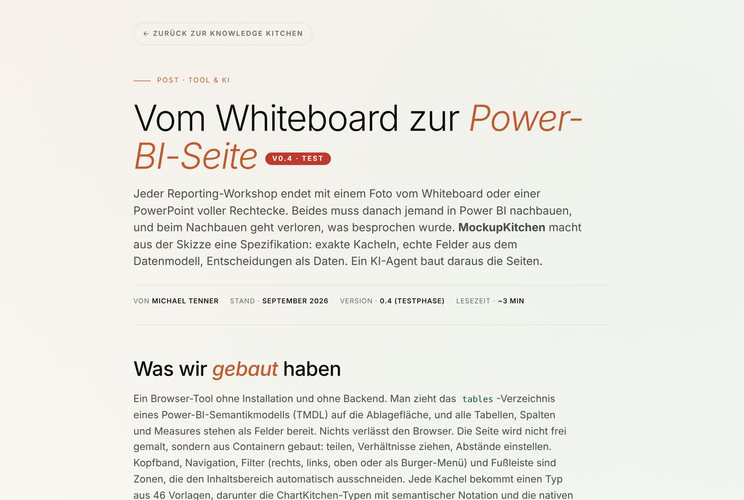 ← ZURÜCK ZUR KNOWLEDGE KITCHEN
POST · TOOL & KI
Vom Whiteboard zur Power-
BI-Seite V0.4 · TEST
Jeder Reporting-Workshop endet mit einem Foto vom Whiteboard oder einer
PowerPoint voller Rechtecke. Beides muss danach jemand in Power BI nachbauen,
und beim Nachbauen geht verloren, was besprochen wurde. MockupKitchen macht
aus der Skizze eine Spezifikation: exakte Kacheln, echte Felder aus dem
Datenmodell, Entscheidungen als Daten. Ein KI-Agent baut daraus die Seiten.
VON MICHAEL TENNER STAND · SEPTEMBER 2026 VERSION · 0.4 (TESTPHASE) LESEZEIT · ~3 MIN
Was wir gebaut haben
Ein Browser-Tool ohne Installation und ohne Backend. Man zieht das tables -Verzeichnis
eines Power-BI-Semantikmodells (TMDL) auf die Ablagefläche, und alle Tabellen, Spalten
und Measures stehen als Felder bereit. Nichts verlässt den Browser. Die Seite wird nicht frei
gemalt, sondern aus Containern gebaut: teilen, Verhältnisse ziehen, Abstände einstellen.
Kopfband, Navigation, Filter (rechts, links, oben oder als Burger-Menü) und Fußleiste sind
Zonen, die den Inhaltsbereich automatisch ausschneiden. Jede Kachel bekommt einen Typ
aus 46 Vorlagen, darunter die ChartKitchen-Typen mit semantischer Notation und die nativen